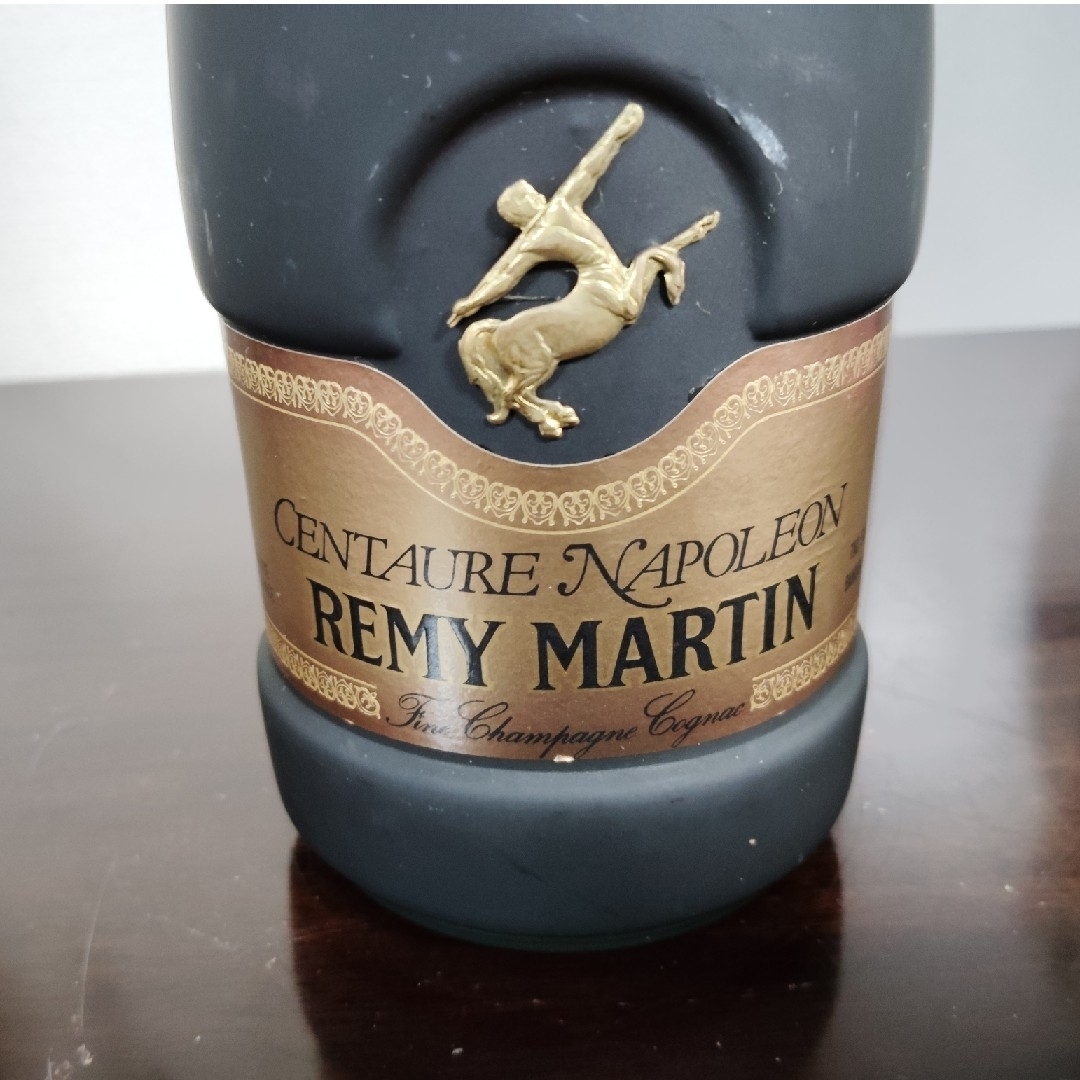 CENTAURE NAPOLEON
REMY MARTIN
Fine Champagne Cognac